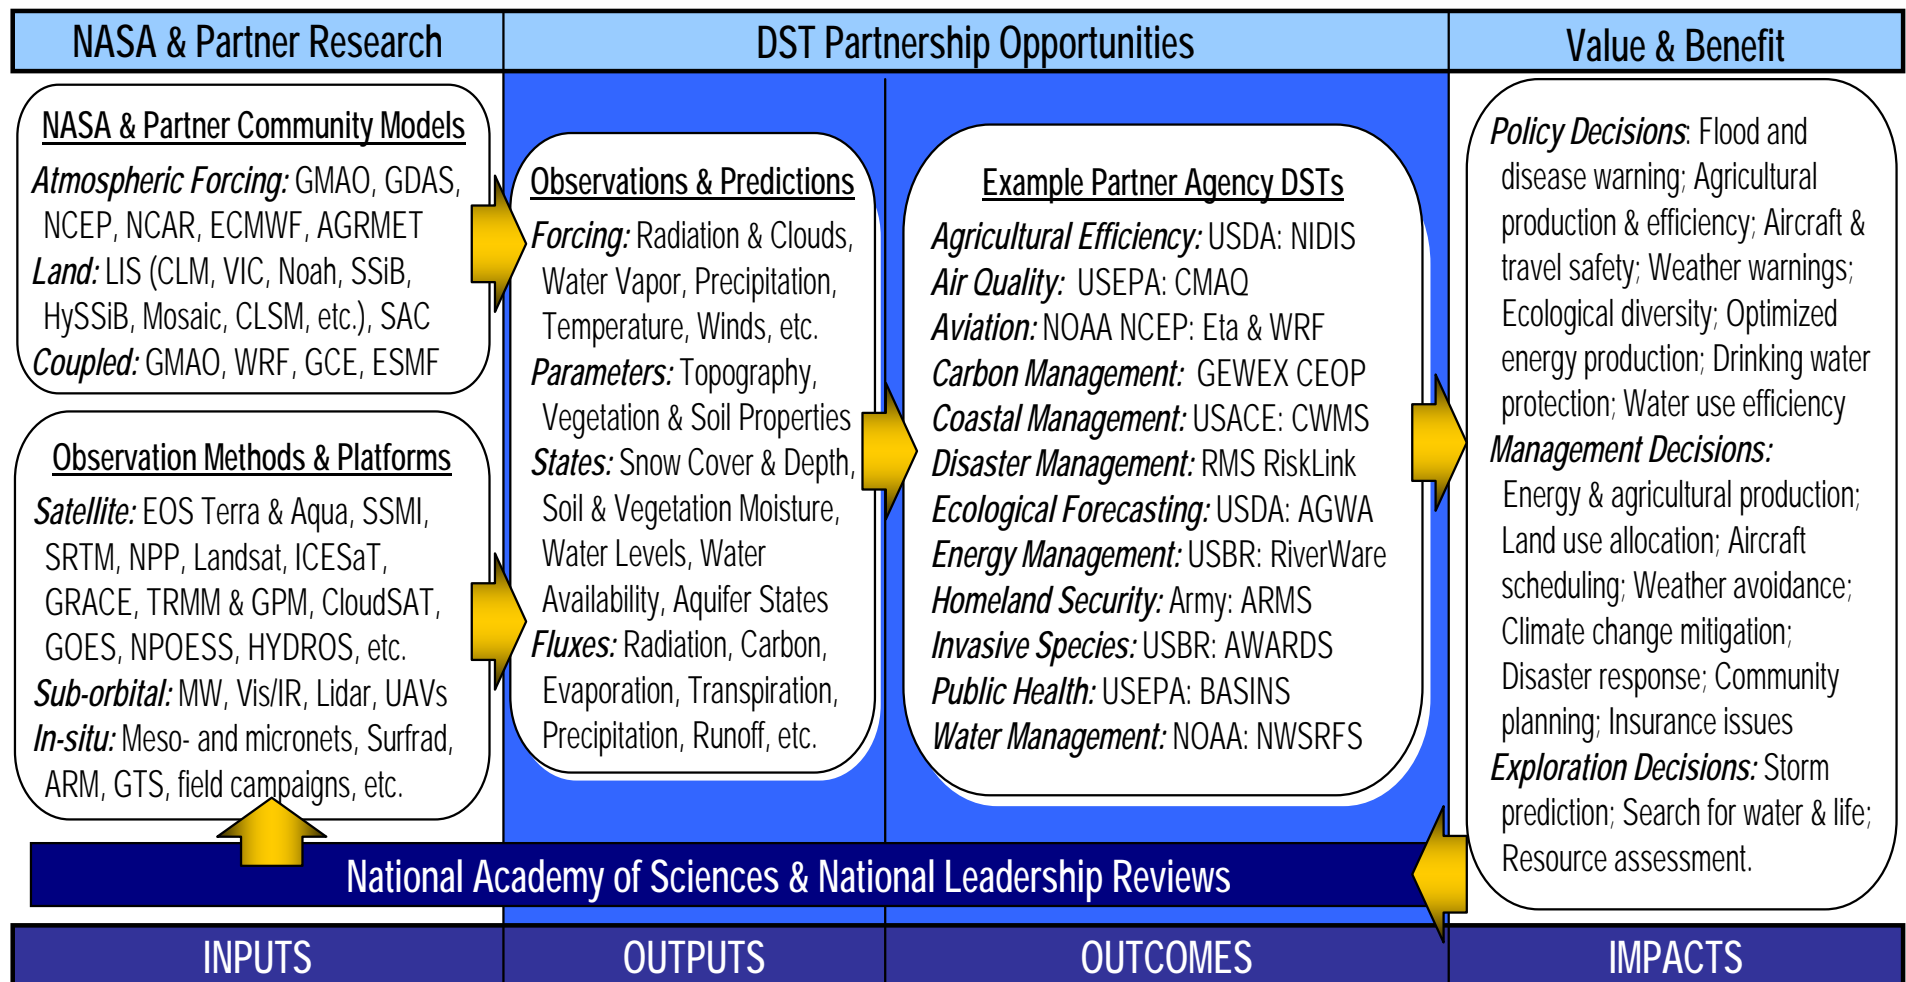 NASA & Partner Research
DST Partnership Opportunities
Value & Benefit
NASA & Partner Community Models
Atmospheric Forcing: GMAO, GDAS,
NCEP, NCAR, ECMWF, AGRMET
Land: LIS (CLM, VIC, Noah, SSiB,
HySSiB, Mosaic, CLSM, etc.), SAC
Coupled: GMAO, WRF, GCE, ESMF
Observation Methods & Platforms
Satellite: EOS Terra & Aqua, SSMI,
SRTM, NPP, Landsat, ICESaT,
GRACE, TRMM & GPM, CloudSAT,
GOES, NPOESS, HYDROS, etc.
Sub-orbital: MW, Vis/IR, Lidar, UAVs
In-situ: Meso- and micronets, Surfrad,
ARM, GTS, field campaigns, etc.
Observations & Predictions
Forcing: Radiation & Clouds,
Water Vapor, Precipitation,
Temperature, Winds, etc.
Parameters: Topography,
Vegetation & Soil Properties
States: Snow Cover & Depth,
Soil & Vegetation Moisture,
Water Levels, Water
Availability, Aquifer States
Fluxes: Radiation, Carbon,
Evaporation, Transpiration,
Precipitation, Runoff, etc.
Example Partner Agency DSTs
Agricultural Efficiency: USDA: NIDIS
Air Quality: USEPA: CMAQ
Aviation: NOAA NCEP: Eta & WRF
Carbon Management: GEWEX CEOP
Coastal Management: USACE: CWMS
Disaster Management: RMS RiskLink
Ecological Forecasting: USDA: AGWA
Energy Management: USBR: RiverWare
Homeland Security: Army: ARMS
Invasive Species: USBR: AWARDS
Public Health: USEPA: BASINS
Water Management: NOAA: NWSRFS
Policy Decisions: Flood and
disease warning; Agricultural
production & efficiency; Aircraft &
travel safety; Weather warnings;
Ecological diversity; Optimized
energy production; Drinking water
protection; Water use efficiency
Management Decisions:
Energy & agricultural production;
Land use allocation; Aircraft
scheduling; Weather avoidance;
Climate change mitigation;
Disaster response; Community
planning; Insurance issues
Exploration Decisions: Storm
prediction; Search for water & life;
Resource assessment.
National Academy of Sciences & National Leadership Reviews
INPUTS
OUTPUTS
OUTCOMES
IMPACTS